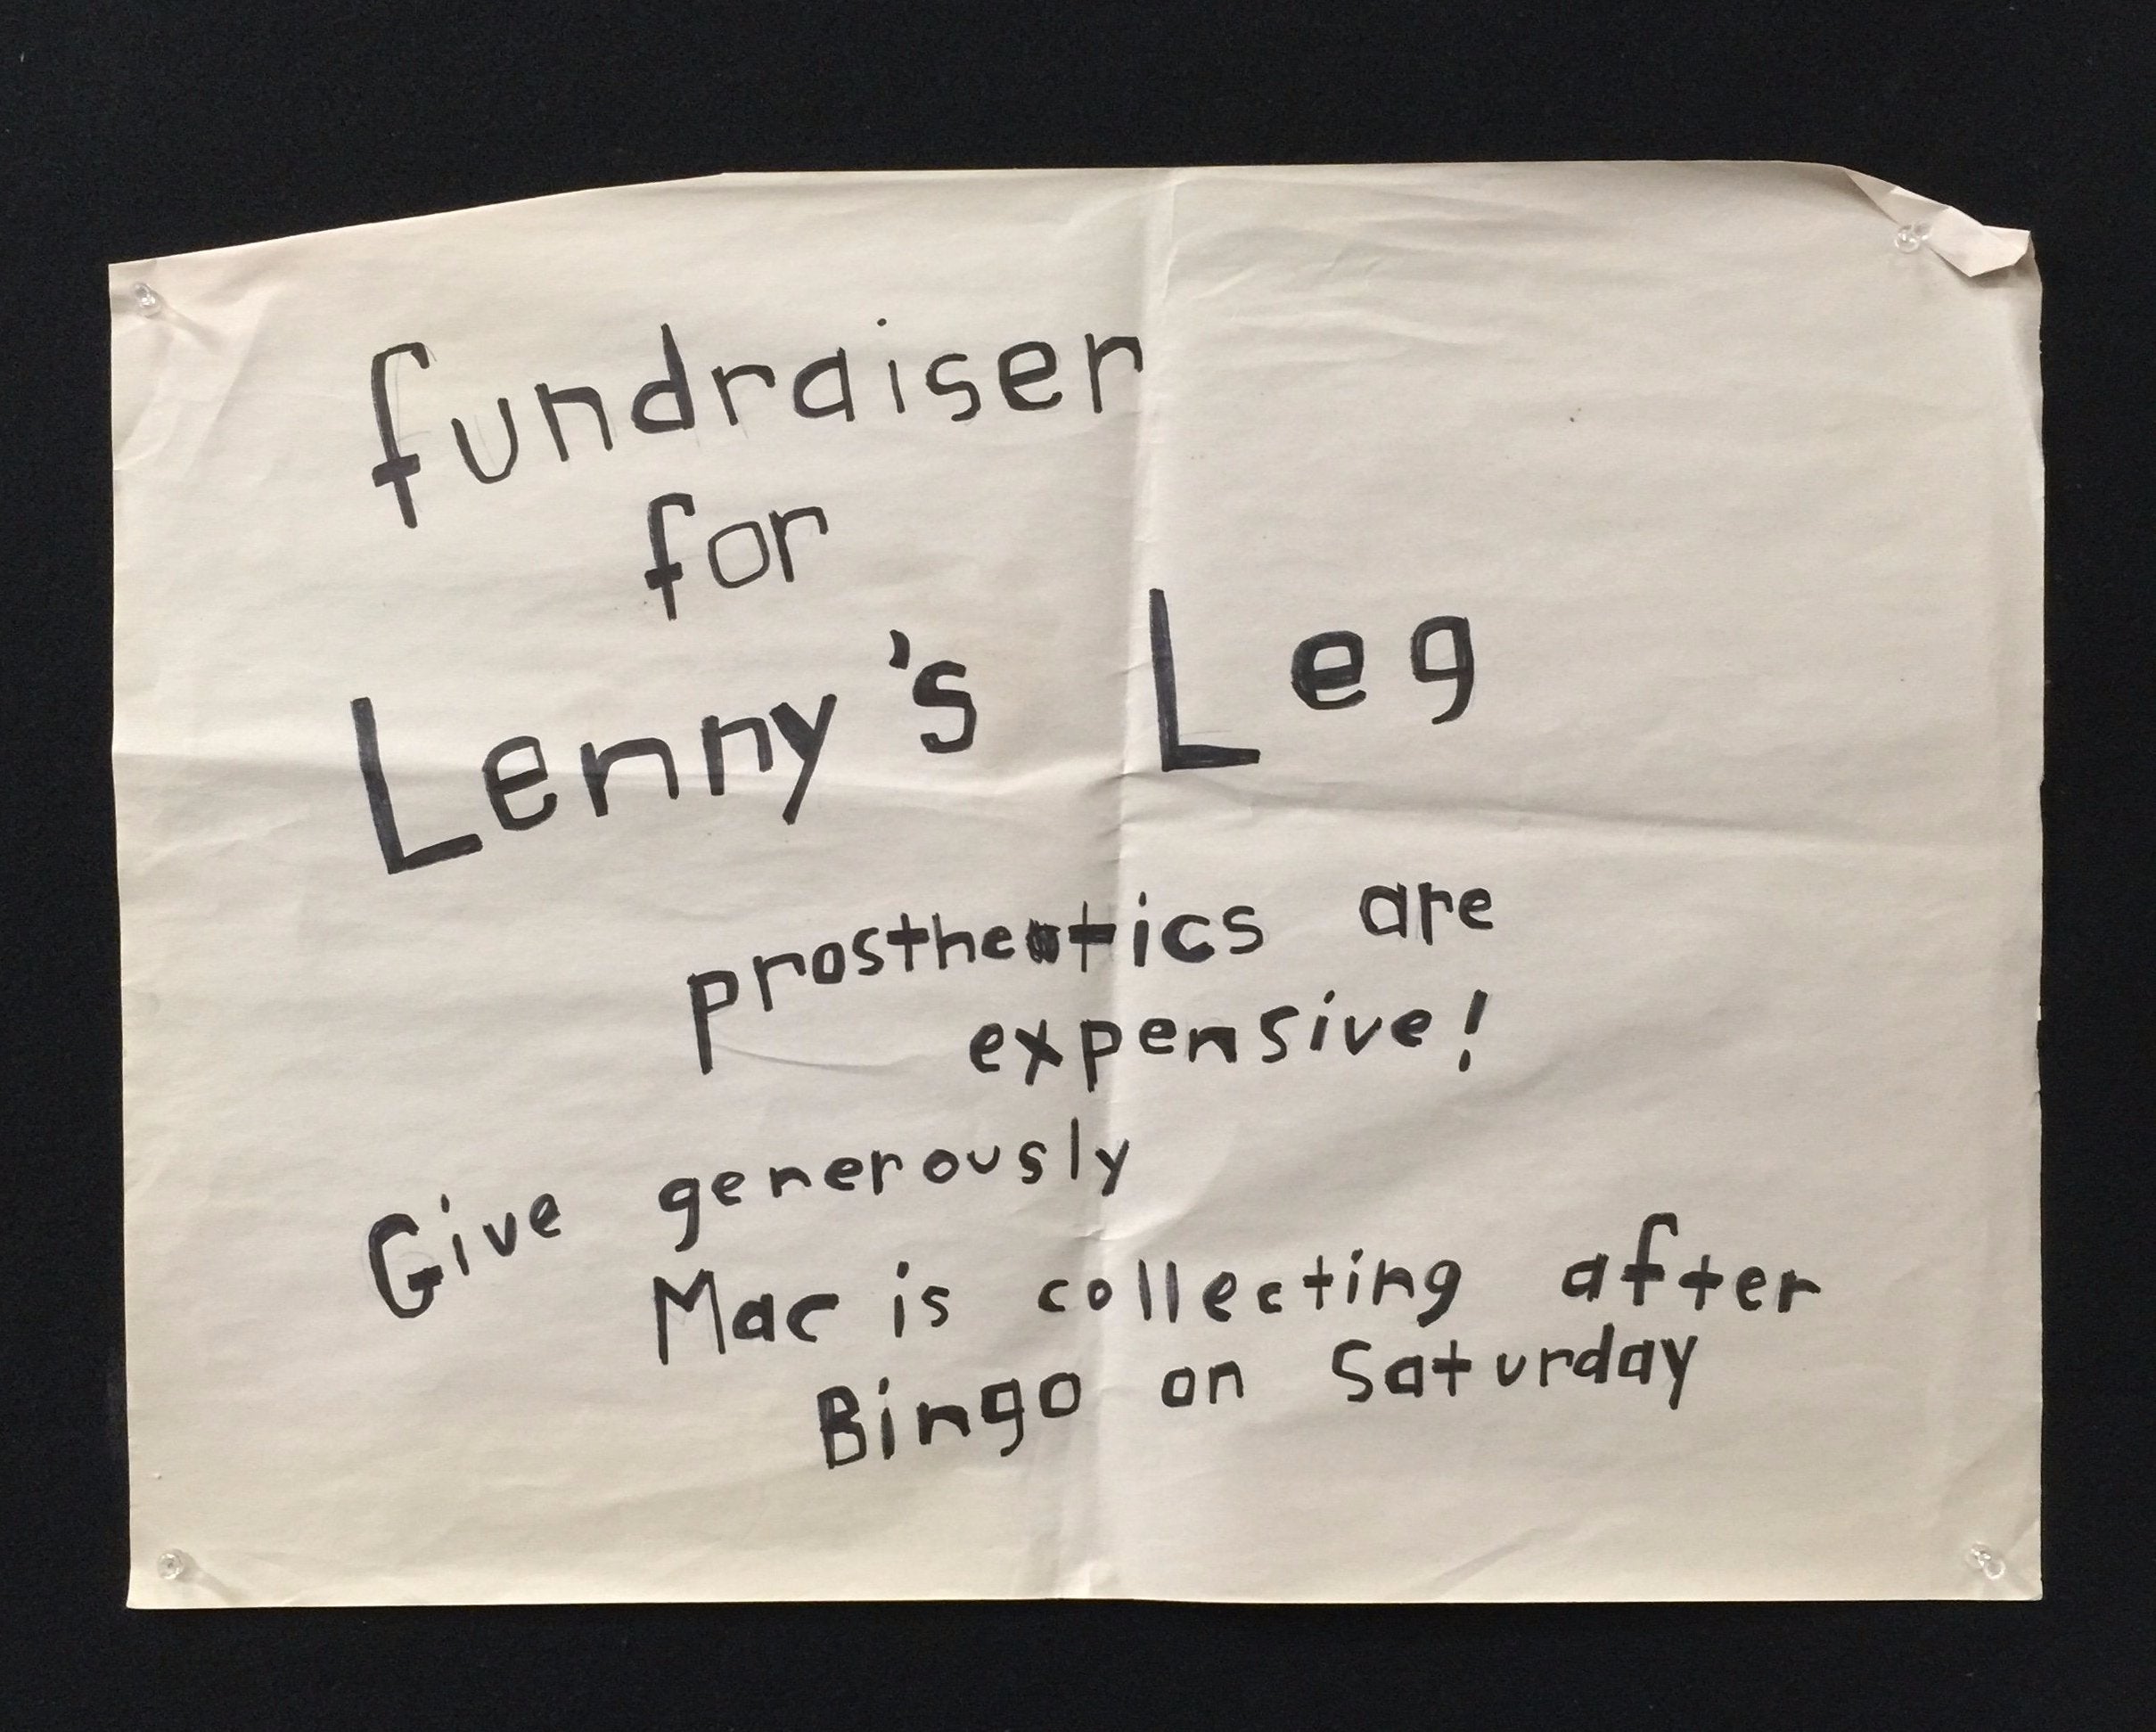 fundraiser
for
Lenny's Leg
prosthetics are
expensive!
Give generously
Mac is collecting after
Bingo on Saturday